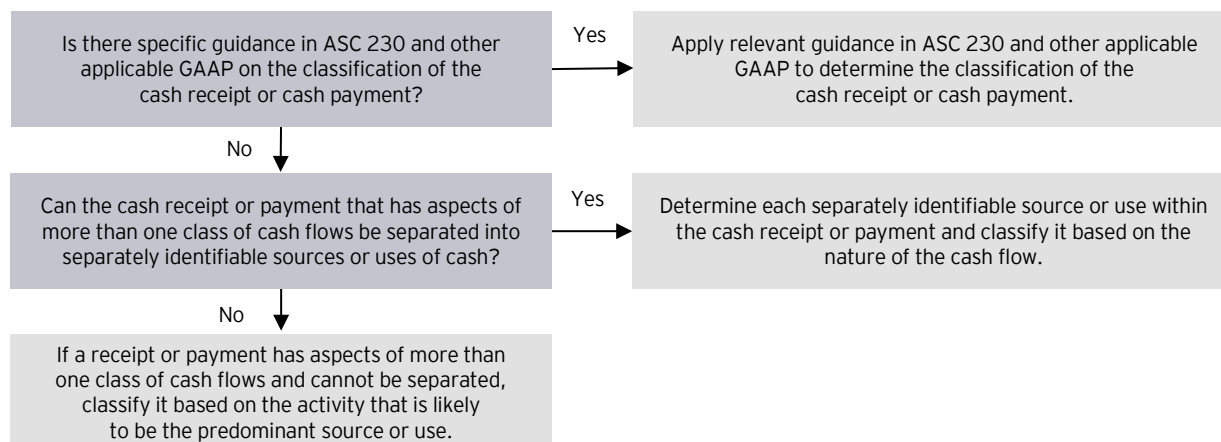 Is there specific guidance in ASC 230 and other
applicable GAAP on the classification of the
cash receipt or cash payment?
Yes
Apply relevant guidance in ASC 230 and other applicable
GAAP to determine the classification of the
cash receipt or cash payment.
No
Can the cash receipt or payment that has aspects of
more than one class of cash flows be separated into
separately identifiable sources or uses of cash?
Yes
Determine each separately identifiable source or use within
the cash receipt or payment and classify it based on the
nature of the cash flow.
No
If a receipt or payment has aspects of more than
one class of cash flows and cannot be separated,
classify it based on the activity that is likely
to be the predominant source or use.